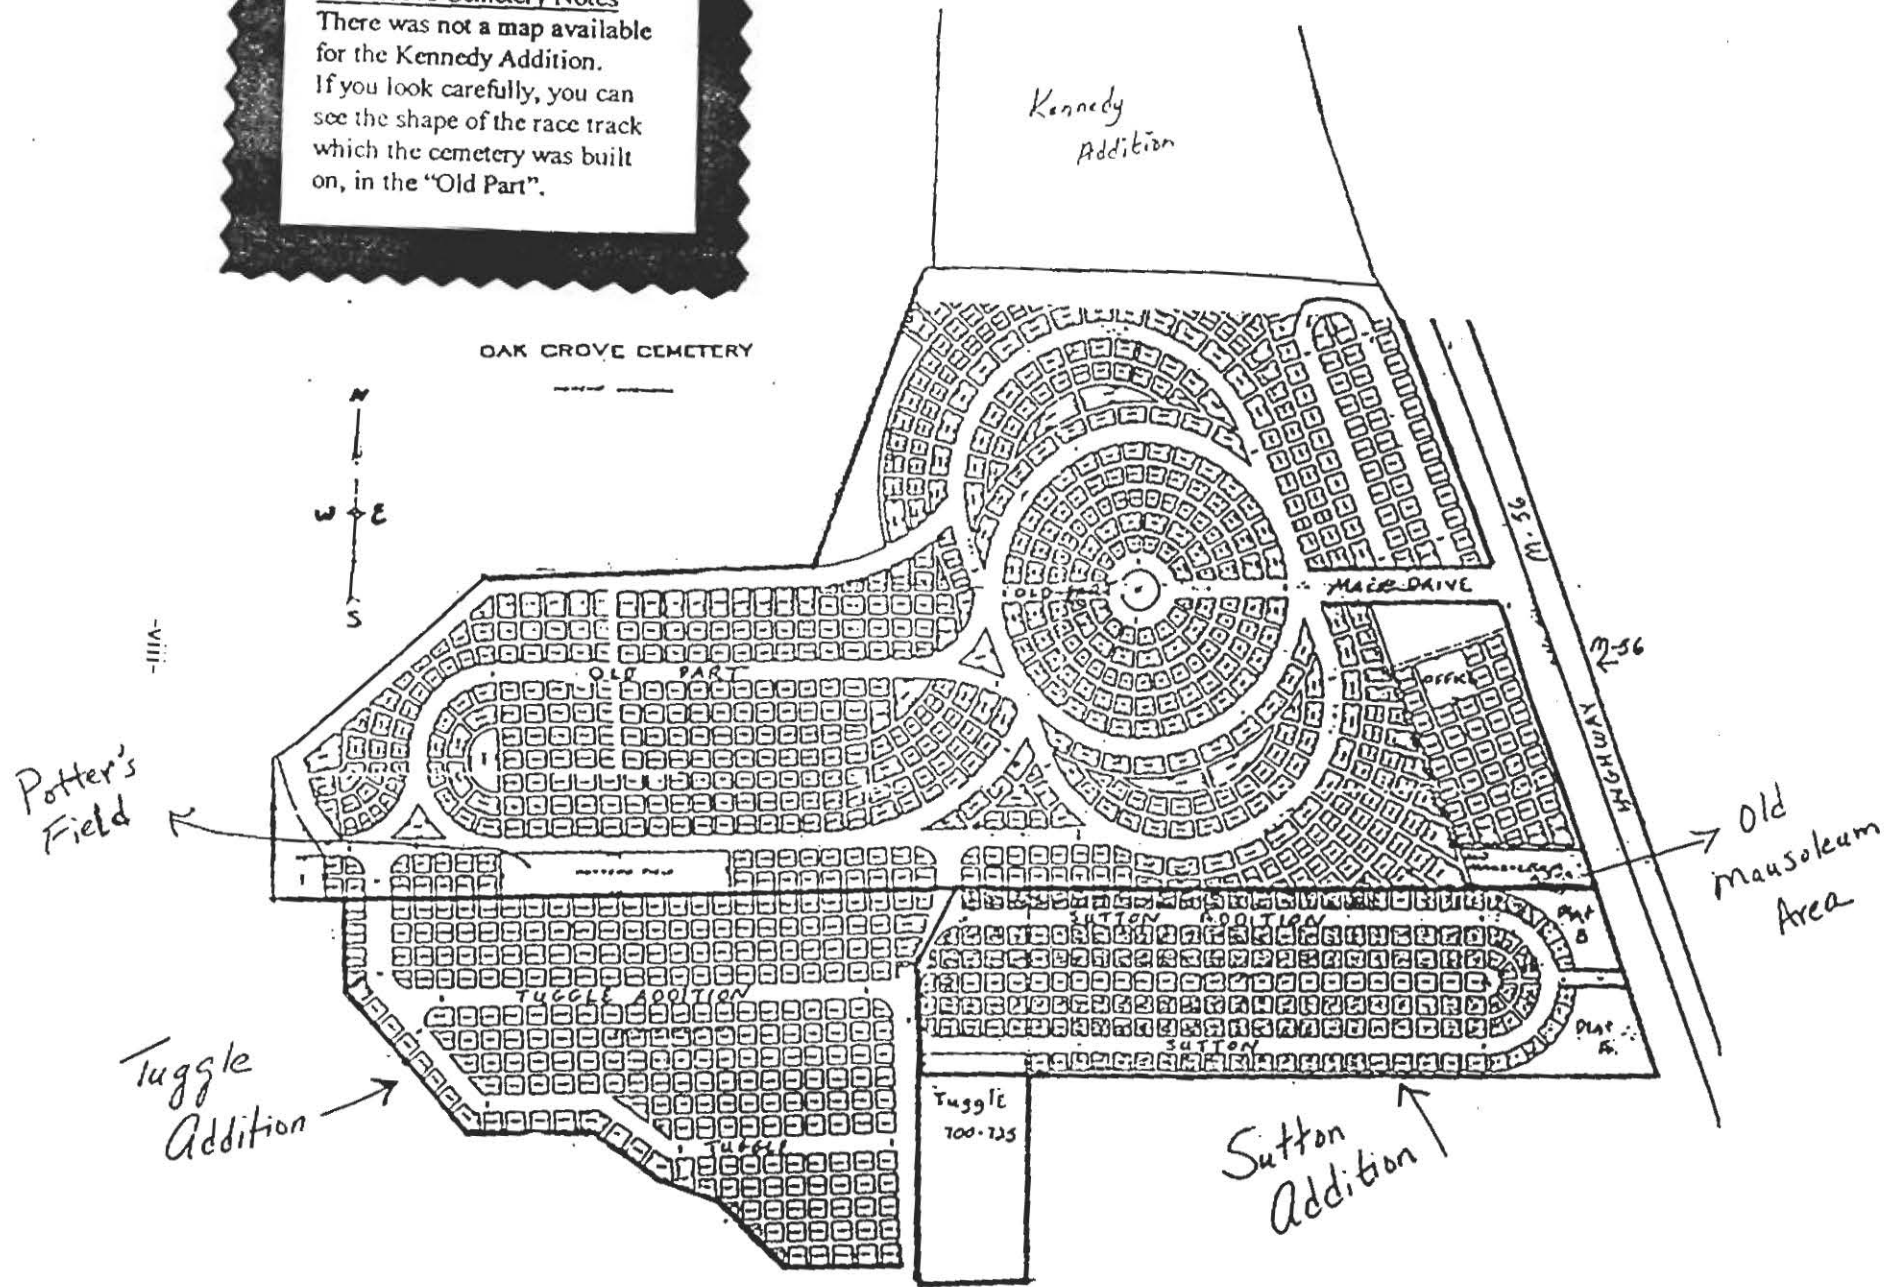 Cemetery Notes
There was not a map available
for the Kennedy Addition.
If you look carefully, you can
see the shape of the race track
which the cemetery was built
on, in the “Old Part”.
Kennedy
Addition
OAK GROVE CEMETERY
N
W E
S
-VIII-
M-56
OLD
DRIVE
M-56
OLD PART
OFFICE
HIGHWAY
Potter's
Field
Old
Mausoleum
Area
SUTTON ADDITION
Plat
B
TUGGLE ADDITION
Plat
SUTTON
Tuggle
Addition
TuggLE
700-725
TUGGLE
Sutton
Addition